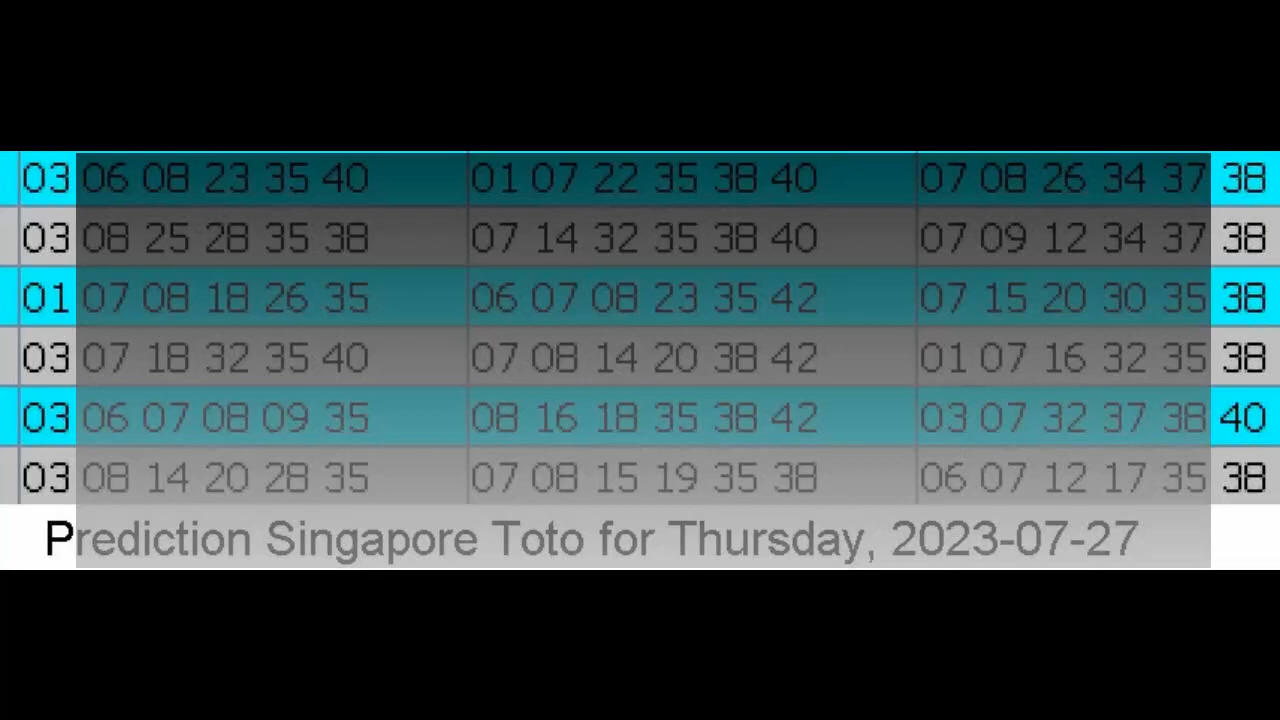 03 06 08 23 35 40 01 07 22 35 38 40 07 08 26 34 37 38
03 08 25 28 35 38 07 14 32 35 38 40 07 09 12 34 37 38
01 07 08 18 26 35 06 07 08 23 35 42 07 15 20 30 35 38
03 07 18 32 35 40 07 08 14 20 38 42 01 07 16 32 35 38
03 06 07 08 09 35 08 16 18 35 38 42 03 07 32 37 38 40
03 08 14 20 28 35 07 08 15 19 35 38 06 07 12 17 35 38
Prediction Singapore Toto for Thursday, 2023-07-27